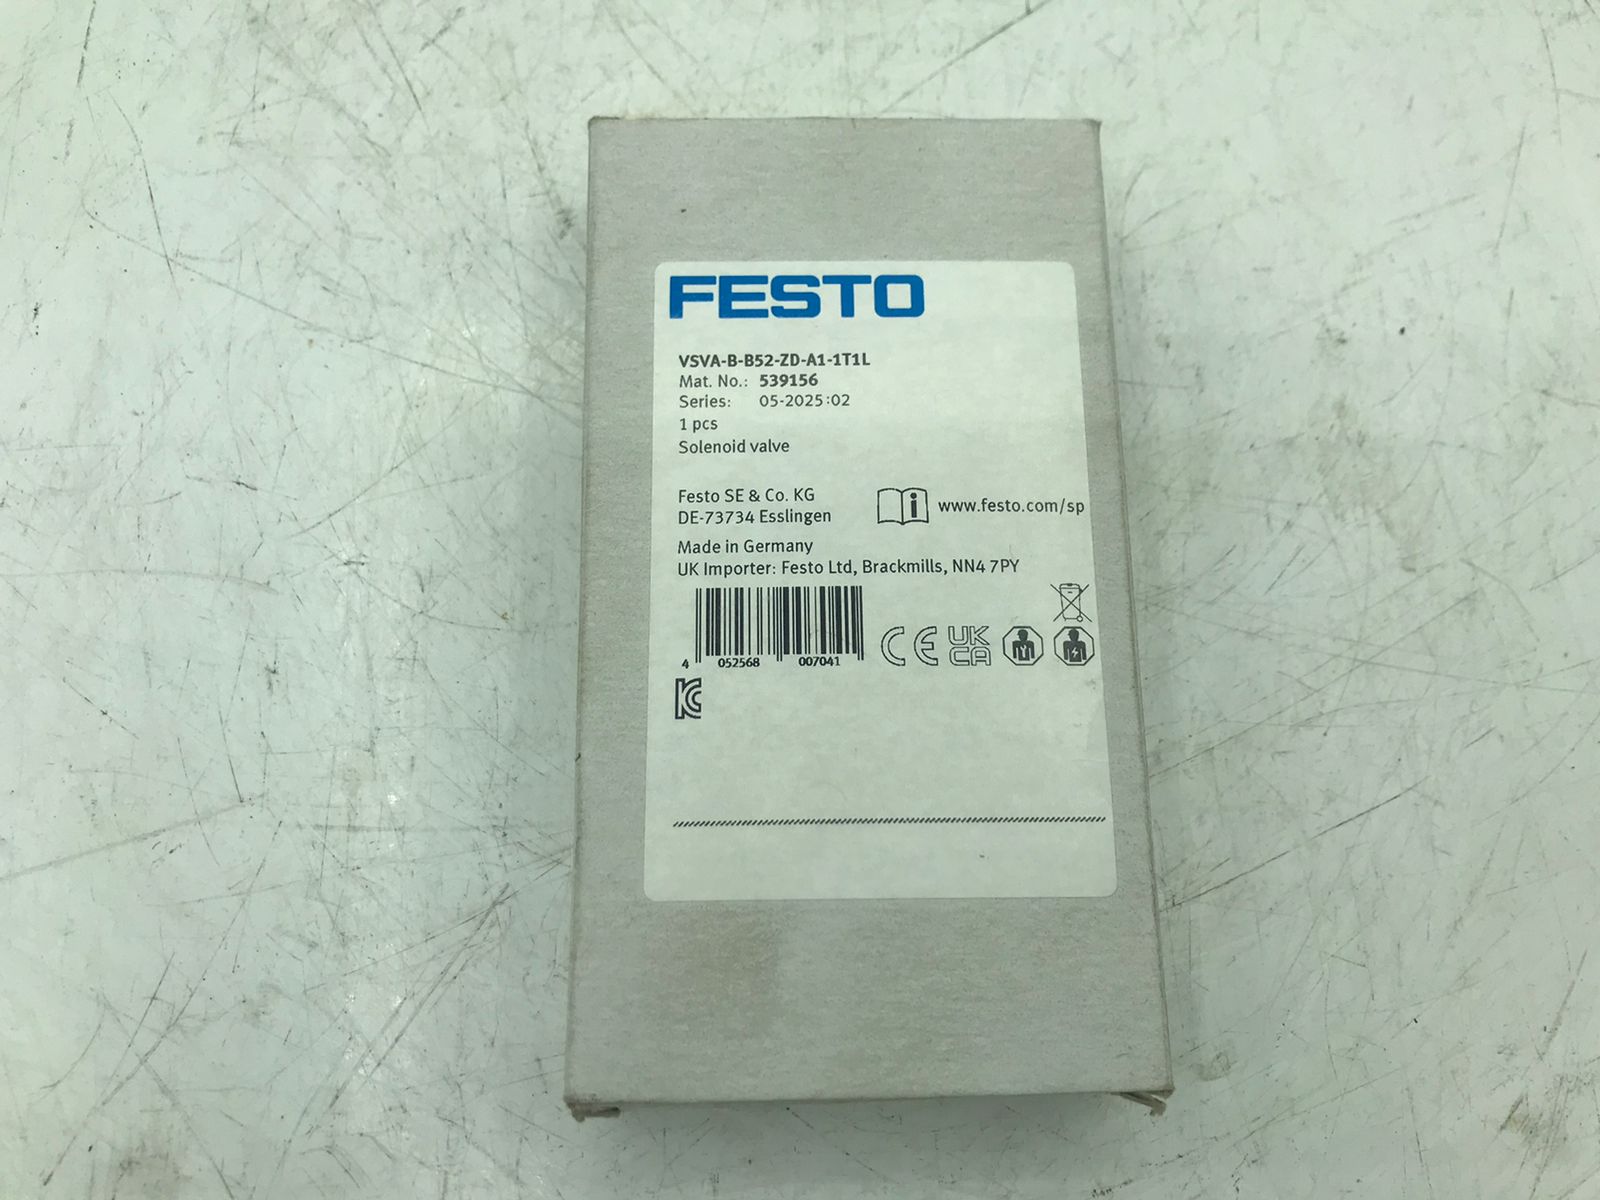 FESTO
VSVA-B-B52-ZD-A1-1T1L
Mat. No.: 539156
Series: 05-2025:02
1 pcs
Solenoid valve
Festo SE & Co. KG
DE-73734 Esslingen
www.festo.com/sp
Made in Germany
UK Importer: Festo Ltd, Brackmills, NN4 7PY
4 052568 007041
CE UK CA
KC